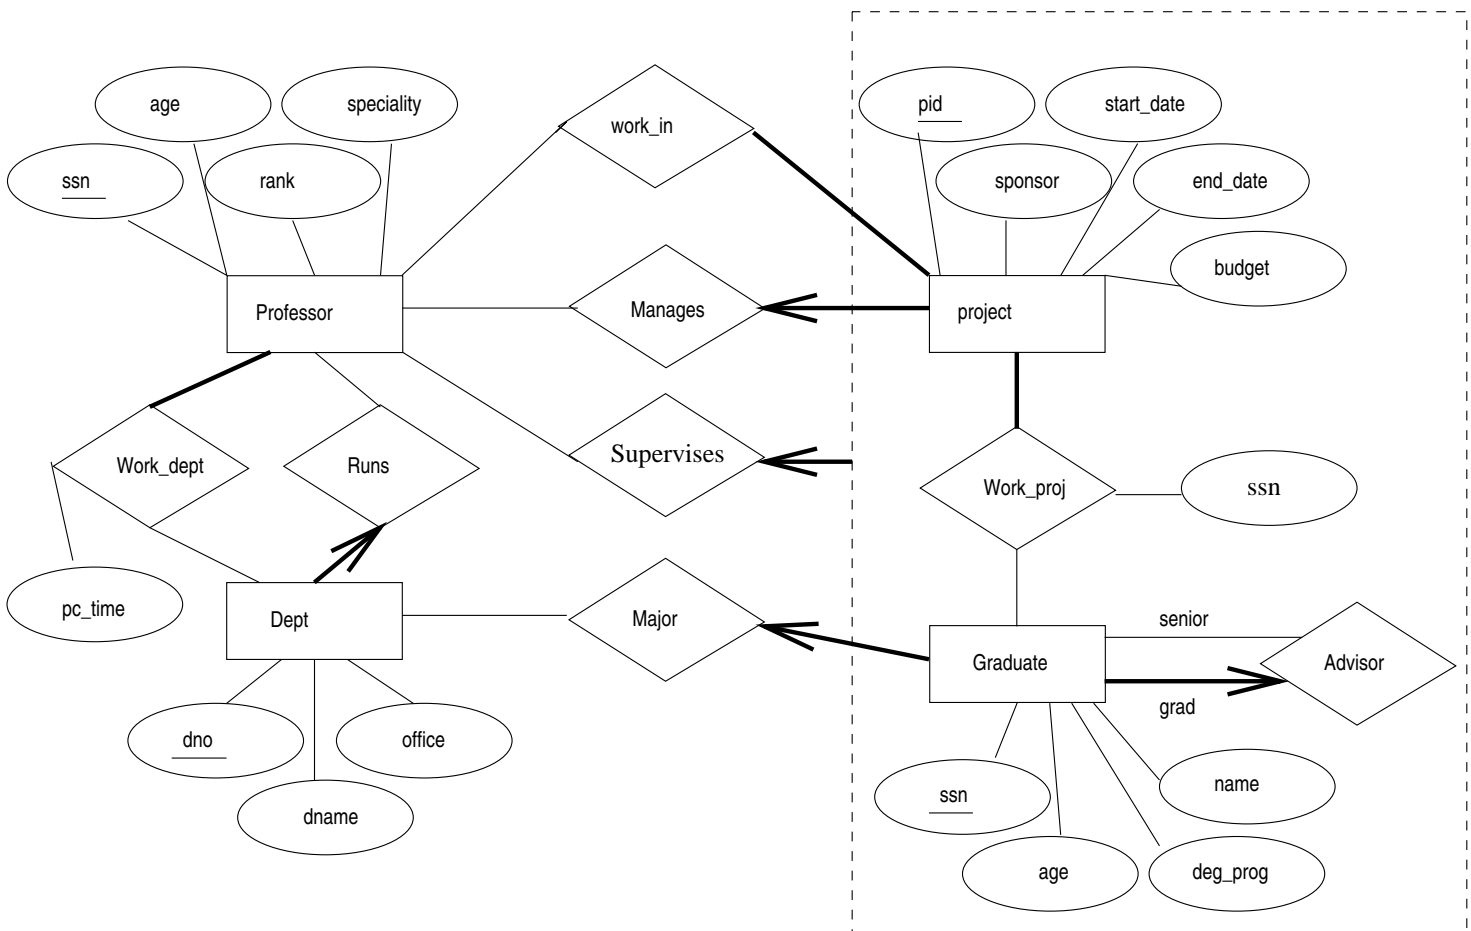 age
speciality
work_in
pid
start_date
ssn
rank
sponsor
end_date
budget
Professor
Manages
project
Work_dept
Runs
Supervises
Work_proj
ssn
pc_time
Dept
Major
senior
Graduate
Advisor
grad
dno
office
dname
ssn
name
age
deg_prog